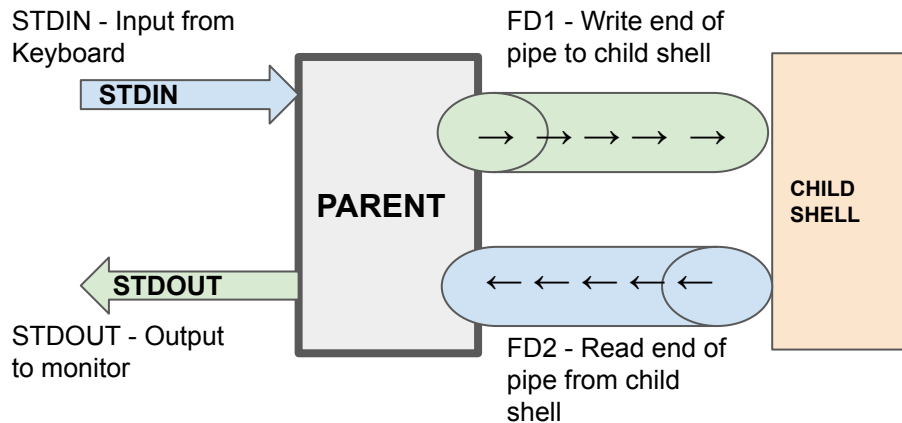 STDIN - Input from
Keyboard
STDIN
FD1 - Write end of
pipe to child shell
PARENT
CHILD
SHELL
STDOUT
STDOUT - Output
to monitor
FD2 - Read end of
pipe from child
shell